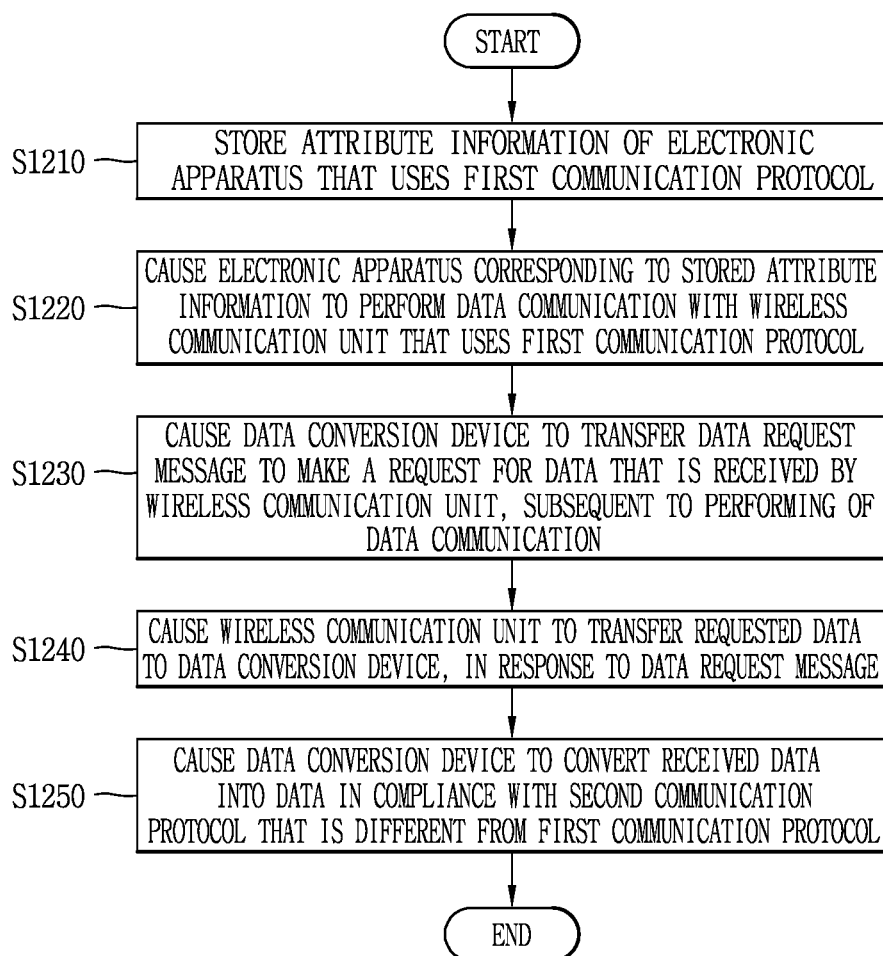 START
S1210
STORE ATTRIBUTE INFORMATION OF ELECTRONIC
APPARATUS THAT USES FIRST COMMUNICATION PROTOCOL
S1220
CAUSE ELECTRONIC APPARATUS CORRESPONDING TO STORED ATTRIBUTE
INFORMATION TO PERFORM DATA COMMUNICATION WITH WIRELESS
COMMUNICATION UNIT THAT USES FIRST COMMUNICATION PROTOCOL
S1230
CAUSE DATA CONVERSION DEVICE TO TRANSFER DATA REQUEST
MESSAGE TO MAKE A REQUEST FOR DATA THAT IS RECEIVED BY
WIRELESS COMMUNICATION UNIT, SUBSEQUENT TO PERFORMING OF
DATA COMMUNICATION
S1240
CAUSE WIRELESS COMMUNICATION UNIT TO TRANSFER REQUESTED DATA
TO DATA CONVERSION DEVICE, IN RESPONSE TO DATA REQUEST MESSAGE
S1250
CAUSE DATA CONVERSION DEVICE TO CONVERT RECEIVED DATA
INTO DATA IN COMPLIANCE WITH SECOND COMMUNICATION
PROTOCOL THAT IS DIFFERENT FROM FIRST COMMUNICATION PROTOCOL
END